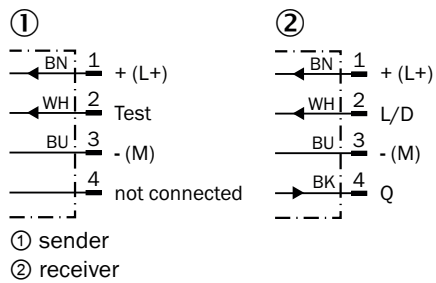 ① ②
BN 1 + (L+) BN 1 + (L+)
WH 2 Test WH 2 L/D
BU 3 - (M) BU 3 - (M)
4 not connected BK 4 Q
① sender
② receiver